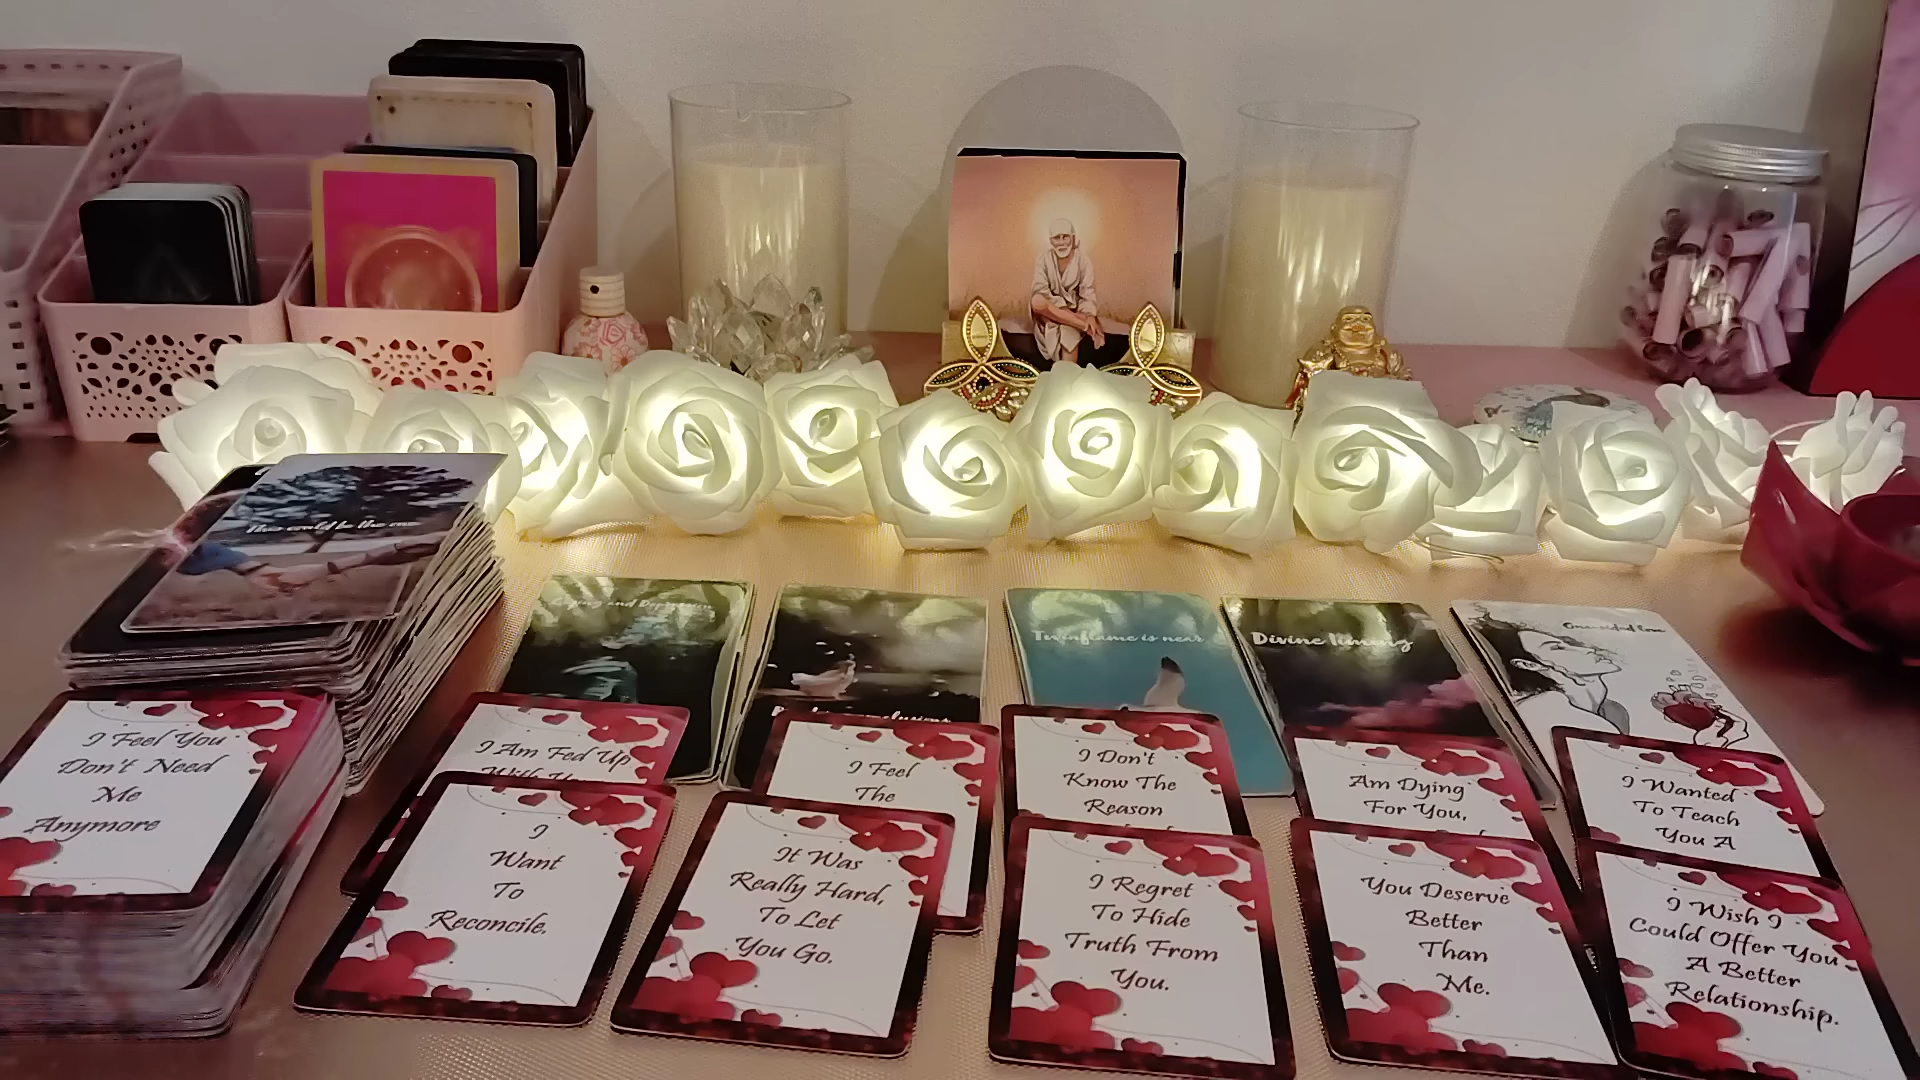 This could be the one
Crying and Depression
Twinflame is near
Divine Timing
I Feel You
Don't Need
Me
Anymore
I Am Fed Up
I Feel
The
I Don't
Know The
Reason
Am Dying
For You,
I Wanted
To Teach
You A
I
Want
To
Reconcile.
It Was
Really Hard,
To Let
You Go.
I Regret
To Hide
Truth From
You.
You Deserve
Better
Than
Me.
I Wish I
Could Offer You
A Better
Relationship.